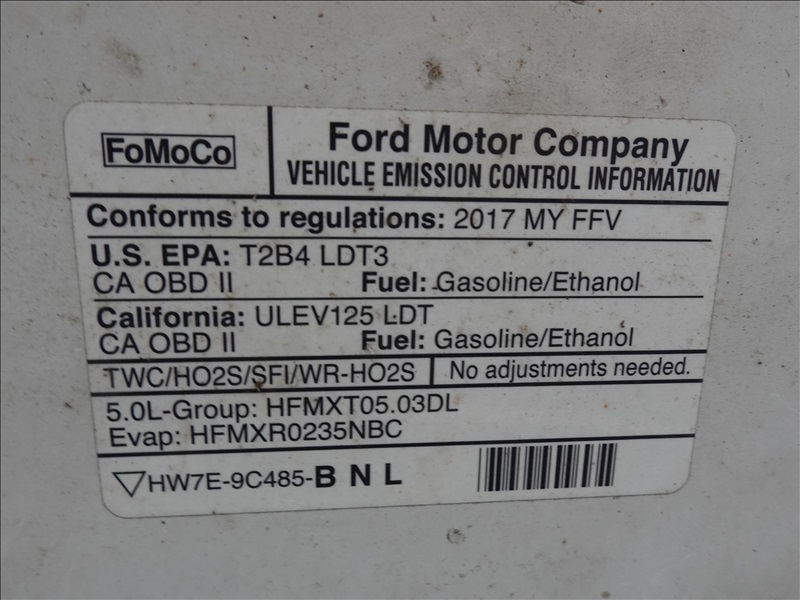 FoMoCo
Ford Motor Company
VEHICLE EMISSION CONTROL INFORMATION
Conforms to regulations: 2017 MY FFV
U.S. EPA: T2B4 LDT3
CA OBD II Fuel: Gasoline/Ethanol
California: ULEV125 LDT
CA OBD II Fuel: Gasoline/Ethanol
TWC/HO2S/SFI/WR-HO2S No adjustments needed.
5.0L-Group: HFMXT05.03DL
Evap: HFMXR0235NBC
HW7E-9C485-B N L